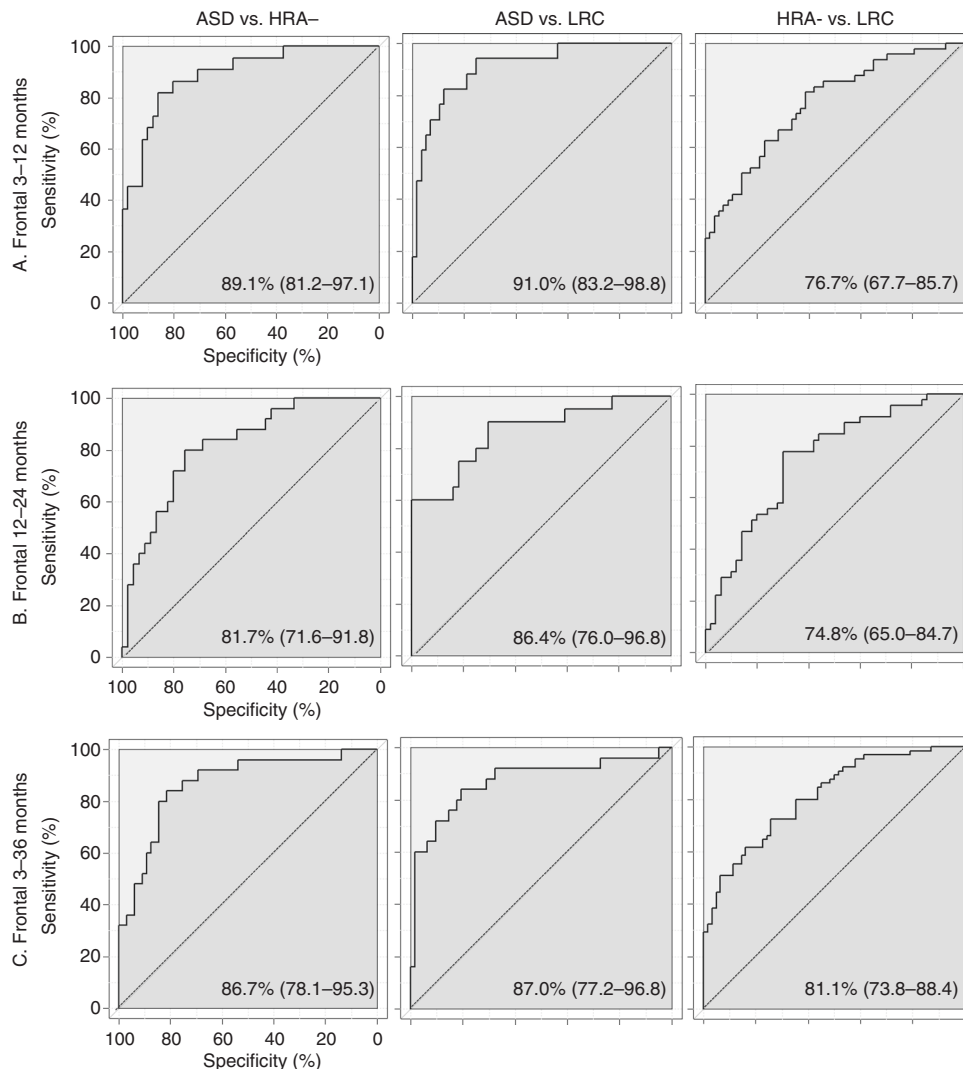 ASD vs. HRA–
ASD vs. LRC
HRA- vs. LRC
A. Frontal 3–12 months
Sensitivity (%)
100
80
60
40
20
0
89.1% (81.2–97.1)
91.0% (83.2–98.8)
76.7% (67.7–85.7)
100 80 60 40 20 0
Specificity (%)
B. Frontal 12–24 months
Sensitivity (%)
100
80
60
40
20
0
81.7% (71.6–91.8)
86.4% (76.0–96.8)
74.8% (65.0–84.7)
100 80 60 40 20 0
Specificity (%)
C. Frontal 3–36 months
Sensitivity (%)
100
80
60
40
20
0
86.7% (78.1–95.3)
87.0% (77.2–96.8)
81.1% (73.8–88.4)
100 80 60 40 20 0
Specificity (%)